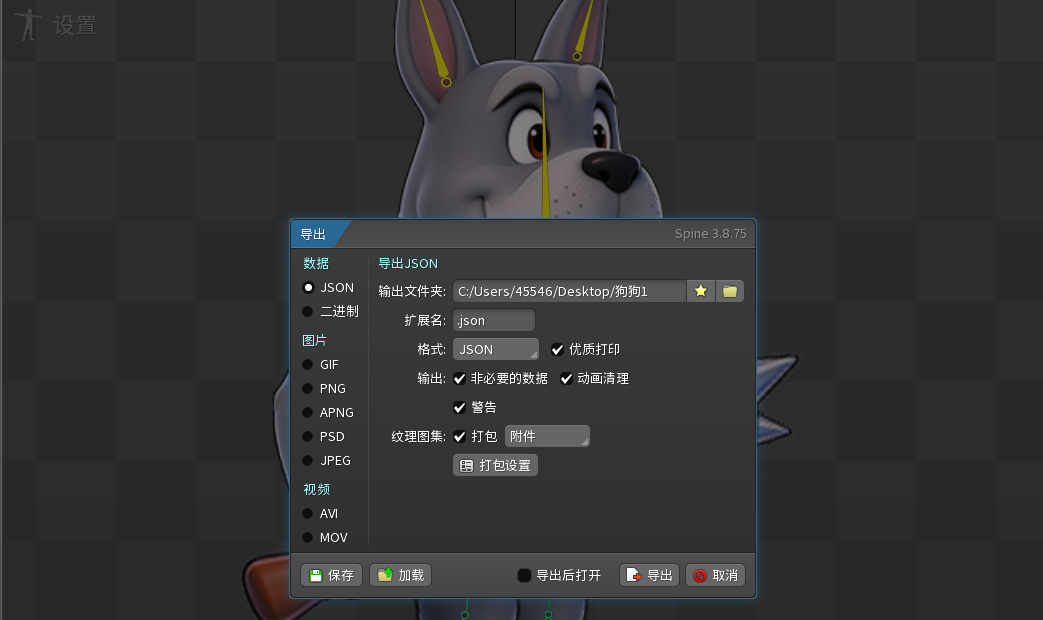 设置
导出 Spine 3.8.75
数据
JSON
二进制
图片
GIF
PNG
APNG
PSD
JPEG
视频
AVI
MOV
导出JSON
输出文件夹: C:/Users/45546/Desktop/狗狗1
扩展名: .json
格式: JSON 优质打印
输出: 非必要的数据 动画清理
警告
纹理图集: 打包 附件
打包设置
保存 加载 导出后打开 导出 取消